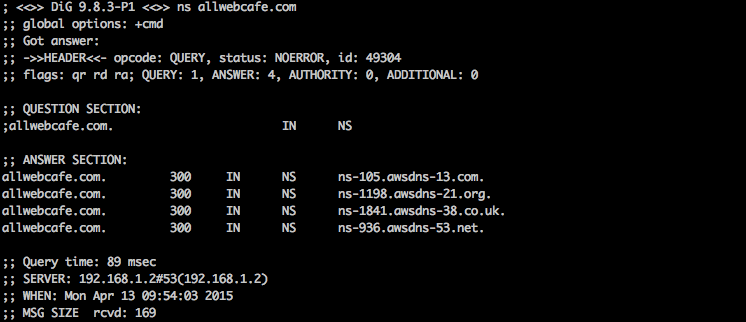 ; <<>> DiG 9.8.3-P1 <<>> ns allwebcafe.com
;; global options: +cmd
;; Got answer:
;; ->>HEADER<<- opcode: QUERY, status: NOERROR, id: 49304
;; flags: qr rd ra; QUERY: 1, ANSWER: 4, AUTHORITY: 0, ADDITIONAL: 0
;; QUESTION SECTION:
;allwebcafe.com. IN NS
;; ANSWER SECTION:
allwebcafe.com. 300 IN NS ns-105.awsdns-13.com.
allwebcafe.com. 300 IN NS ns-1198.awsdns-21.org.
allwebcafe.com. 300 IN NS ns-1841.awsdns-38.co.uk.
allwebcafe.com. 300 IN NS ns-936.awsdns-53.net.
;; Query time: 89 msec
;; SERVER: 192.168.1.2#53(192.168.1.2)
;; WHEN: Mon Apr 13 09:54:03 2015
;; MSG SIZE rcvd: 169